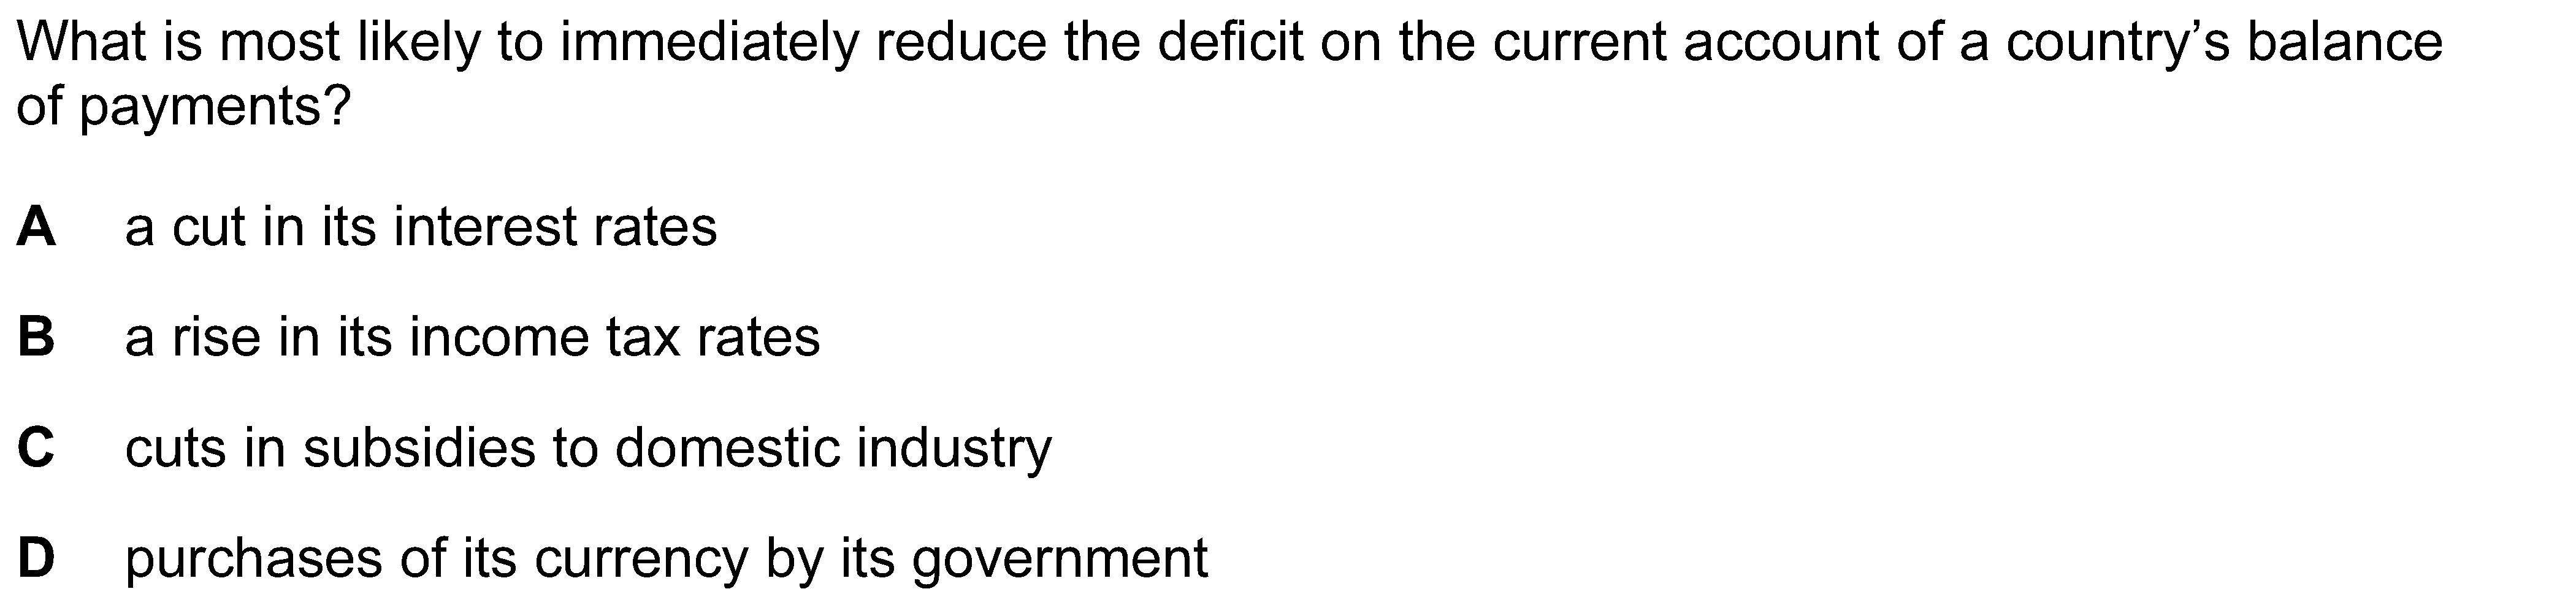 What is most likely to immediately reduce the deficit on the current account of a country’s balance
of payments?
A a cut in its interest rates
B a rise in its income tax rates
C cuts in subsidies to domestic industry
D purchases of its currency by its government